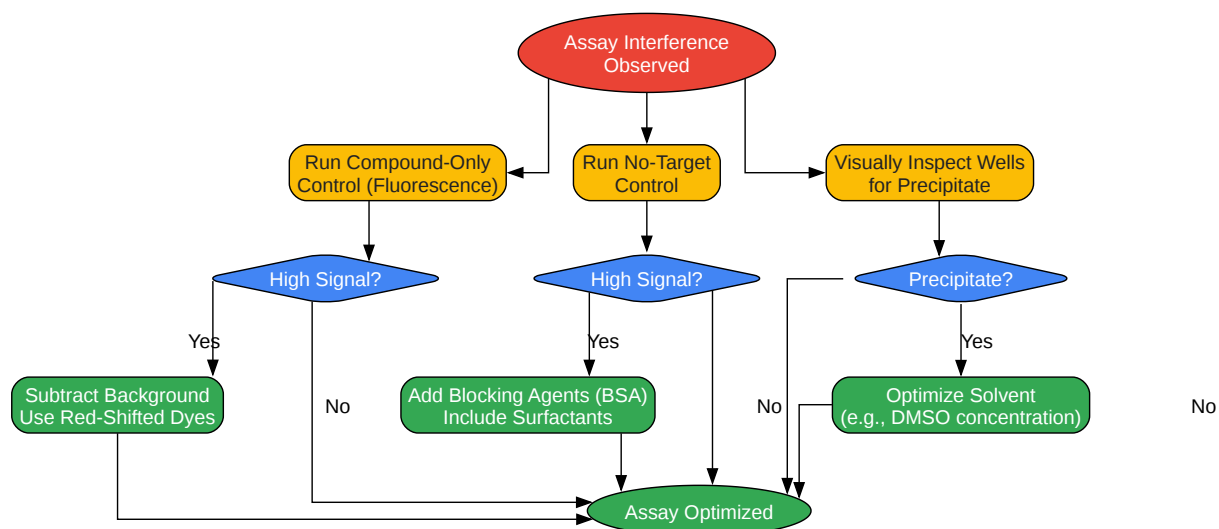 Assay Interference
Observed
Run Compound-Only
Control (Fluorescence)
Run No-Target
Control
Visually Inspect Wells
for Precipitate
High Signal?
High Signal?
Precipitate?
Yes
Yes
Yes
Subtract Background
Use Red-Shifted Dyes
No
Add Blocking Agents (BSA)
Include Surfactants
No
Optimize Solvent
(e.g., DMSO concentration)
No
Assay Optimized